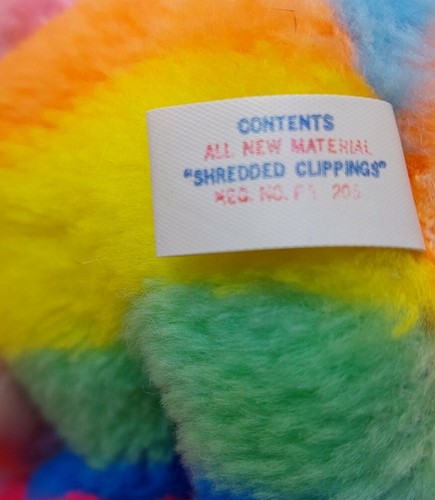 CONTENTS
ALL NEW MATERIAL
"SHREDDED CLIPPINGS"
REG. NO.